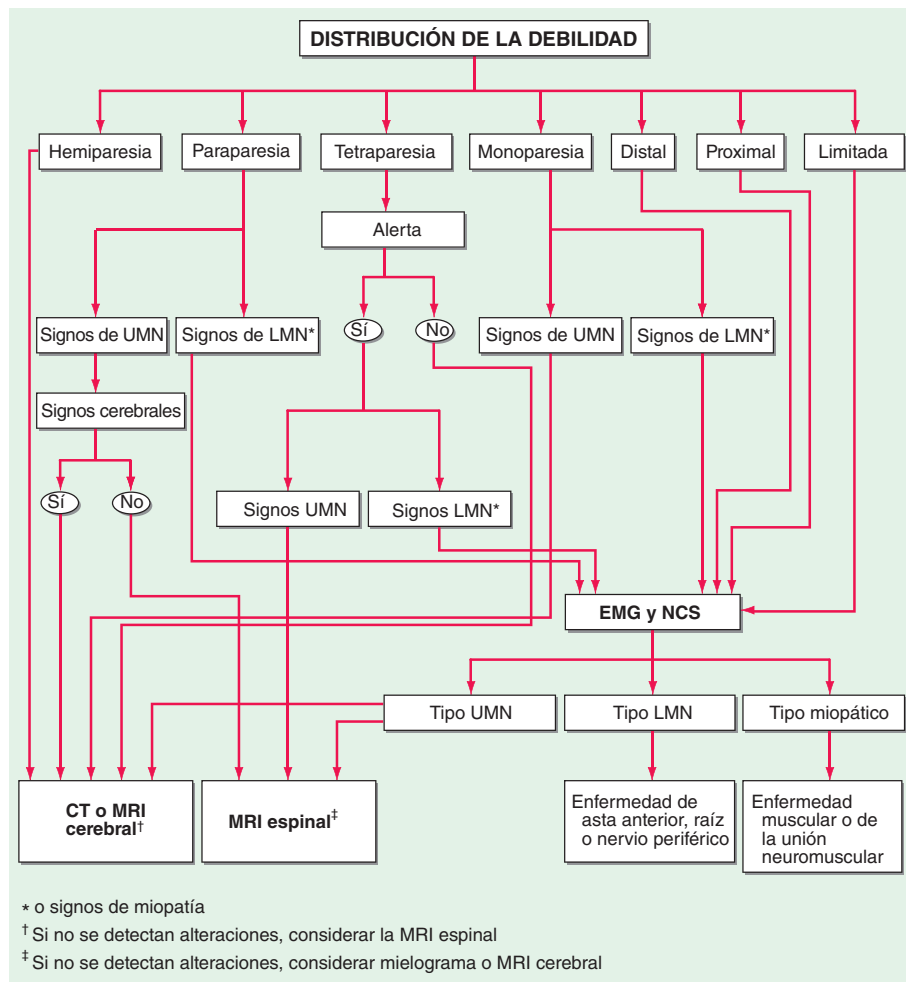 DISTRIBUCIÓN DE LA DEBILIDAD
Hemiparesia
Paraparesia
Tetraparesia
Monoparesia
Distal
Proximal
Limitada
Alerta
Signos de UMN
Signos de LMN*
Sí
No
Signos de UMN
Signos de LMN*
Signos cerebrales
Sí
No
Signos UMN
Signos LMN*
EMG y NCS
Tipo UMN
Tipo LMN
Tipo miopático
CT o MRI
cerebral†
MRI espinal‡
Enfermedad de
asta anterior, raíz
o nervio periférico
Enfermedad
muscular o de
la unión
neuromuscular
* o signos de miopatía
† Si no se detectan alteraciones, considerar la MRI espinal
‡ Si no se detectan alteraciones, considerar mielograma o MRI cerebral